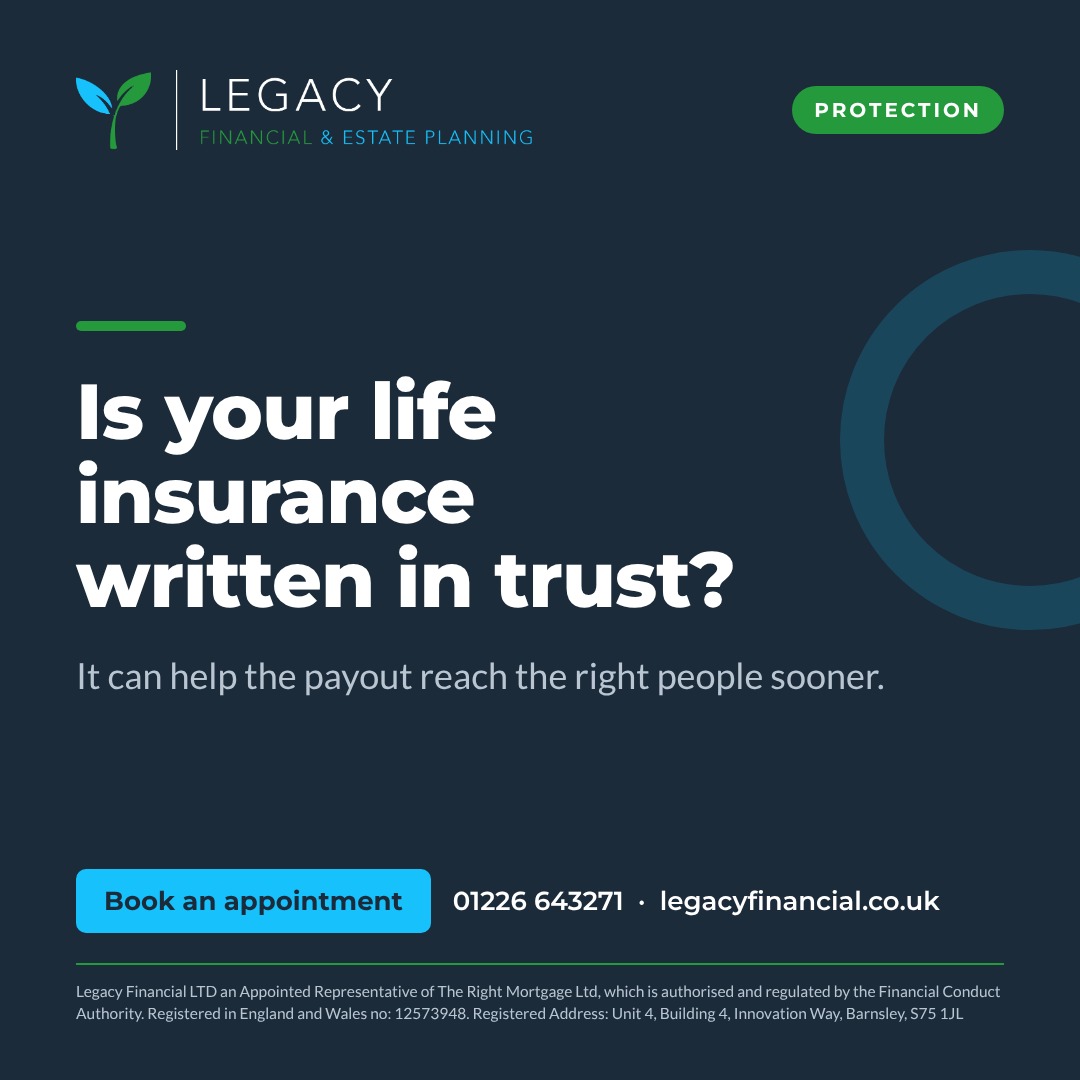 LEGACY
FINANCIAL & ESTATE PLANNING
PROTECTION
Is your life
insurance
written in trust?
It can help the payout reach the right people sooner.
Book an appointment
01226 643271 · legacyfinancial.co.uk
Legacy Financial LTD an Appointed Representative of The Right Mortgage Ltd, which is authorised and regulated by the Financial Conduct
Authority. Registered in England and Wales no: 12573948. Registered Address: Unit 4, Building 4, Innovation Way, Barnsley, S75 1JL